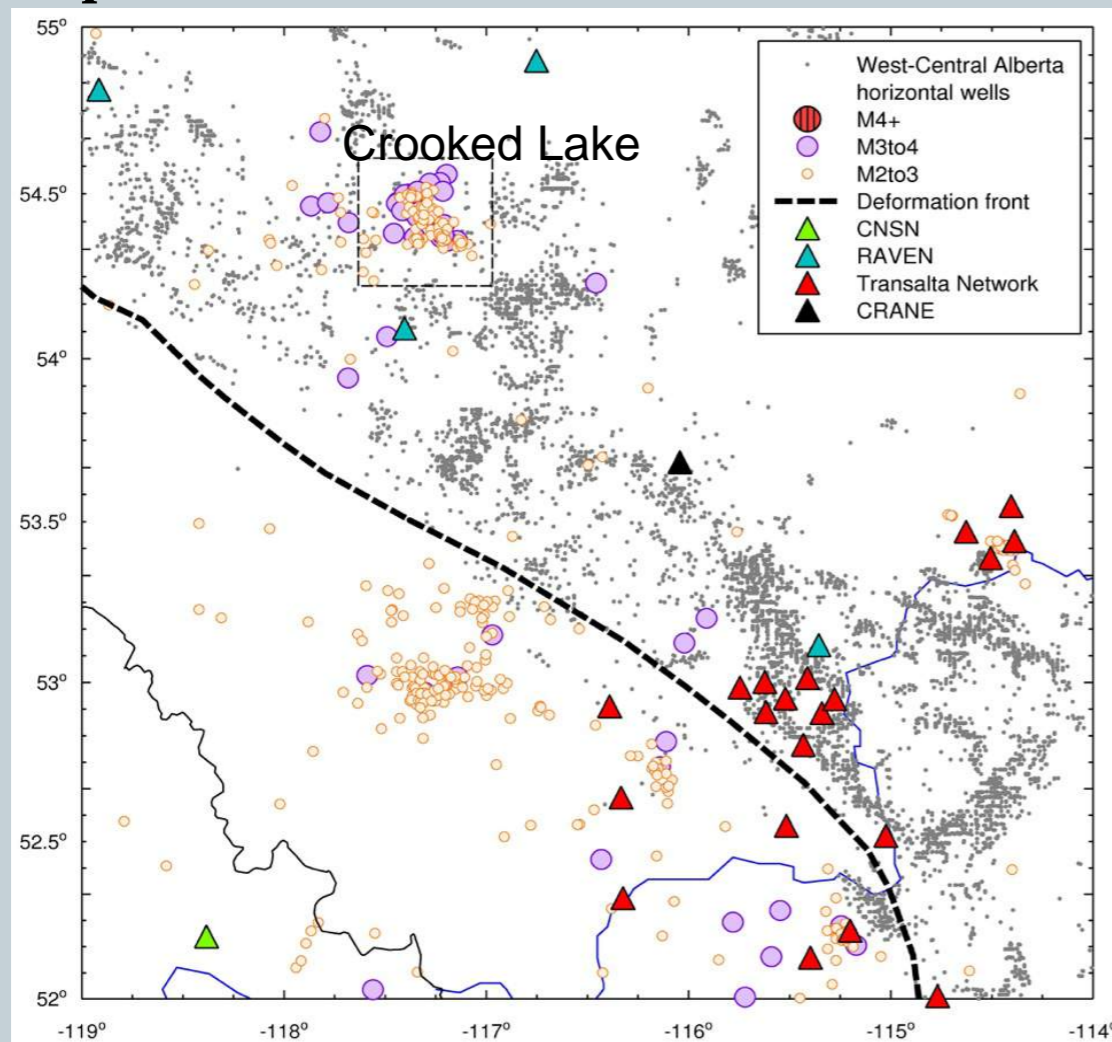 55°
54.5°
54°
53.5°
53°
52.5°
52°
-119°
-118°
-117°
-116°
-115°
-114°
Crooked Lake
West-Central Alberta
horizontal wells
M4+
M3to4
M2to3
Deformation front
CNSN
RAVEN
Transalta Network
CRANE